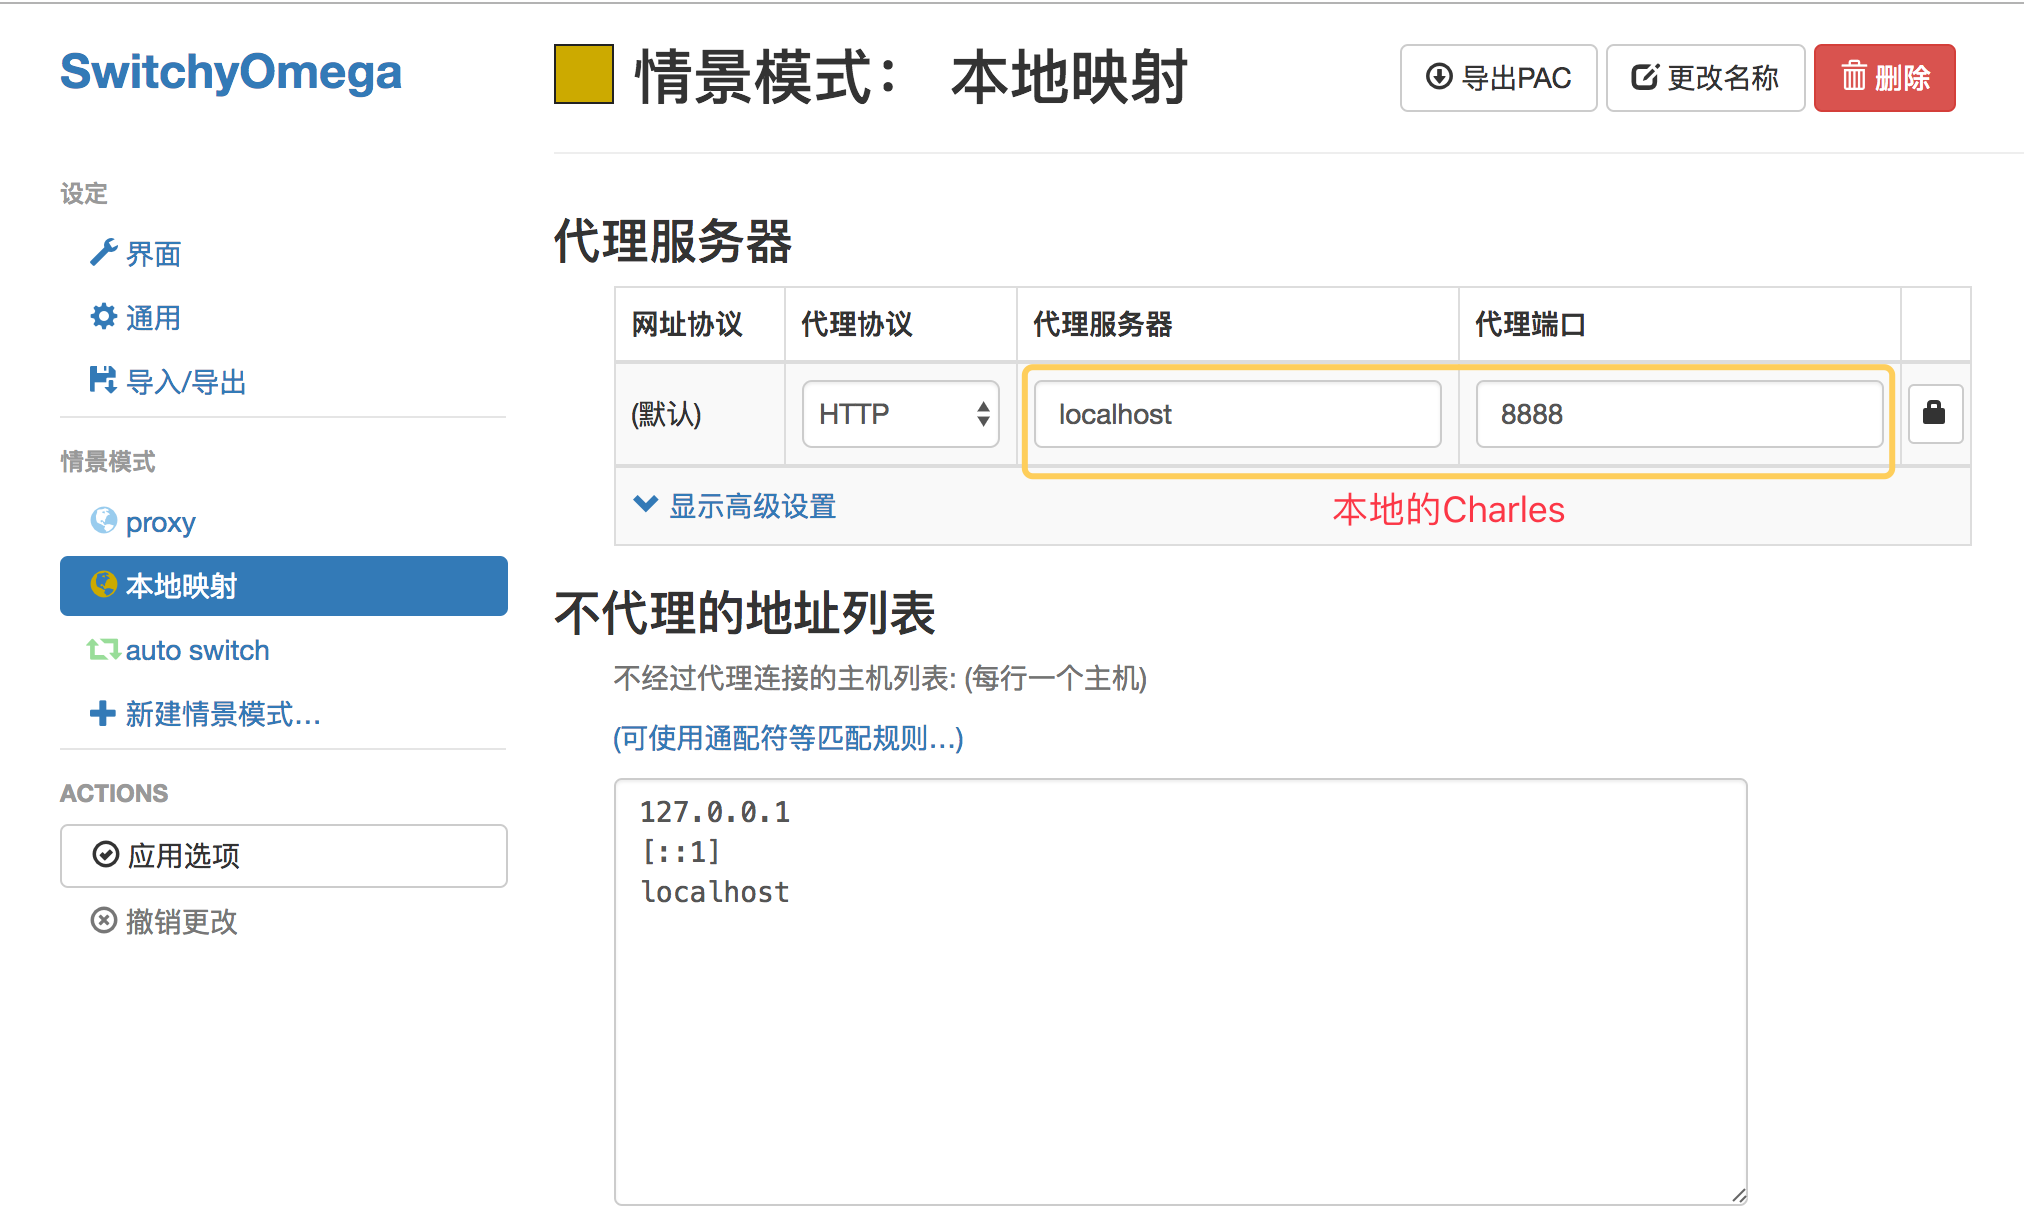 SwitchyOmega
设定
界面
通用
导入/导出
情景模式
proxy
本地映射
auto switch
新建情景模式...
ACTIONS
应用选项
撤销更改
情景模式： 本地映射
导出PAC
更改名称
删除
代理服务器
网址协议 代理协议 代理服务器 代理端口
(默认) HTTP localhost 8888
显示高级设置
本地的Charles
不代理的地址列表
不经过代理连接的主机列表: (每行一个主机)
(可使用通配符等匹配规则...)
127.0.0.1
[::1]
localhost